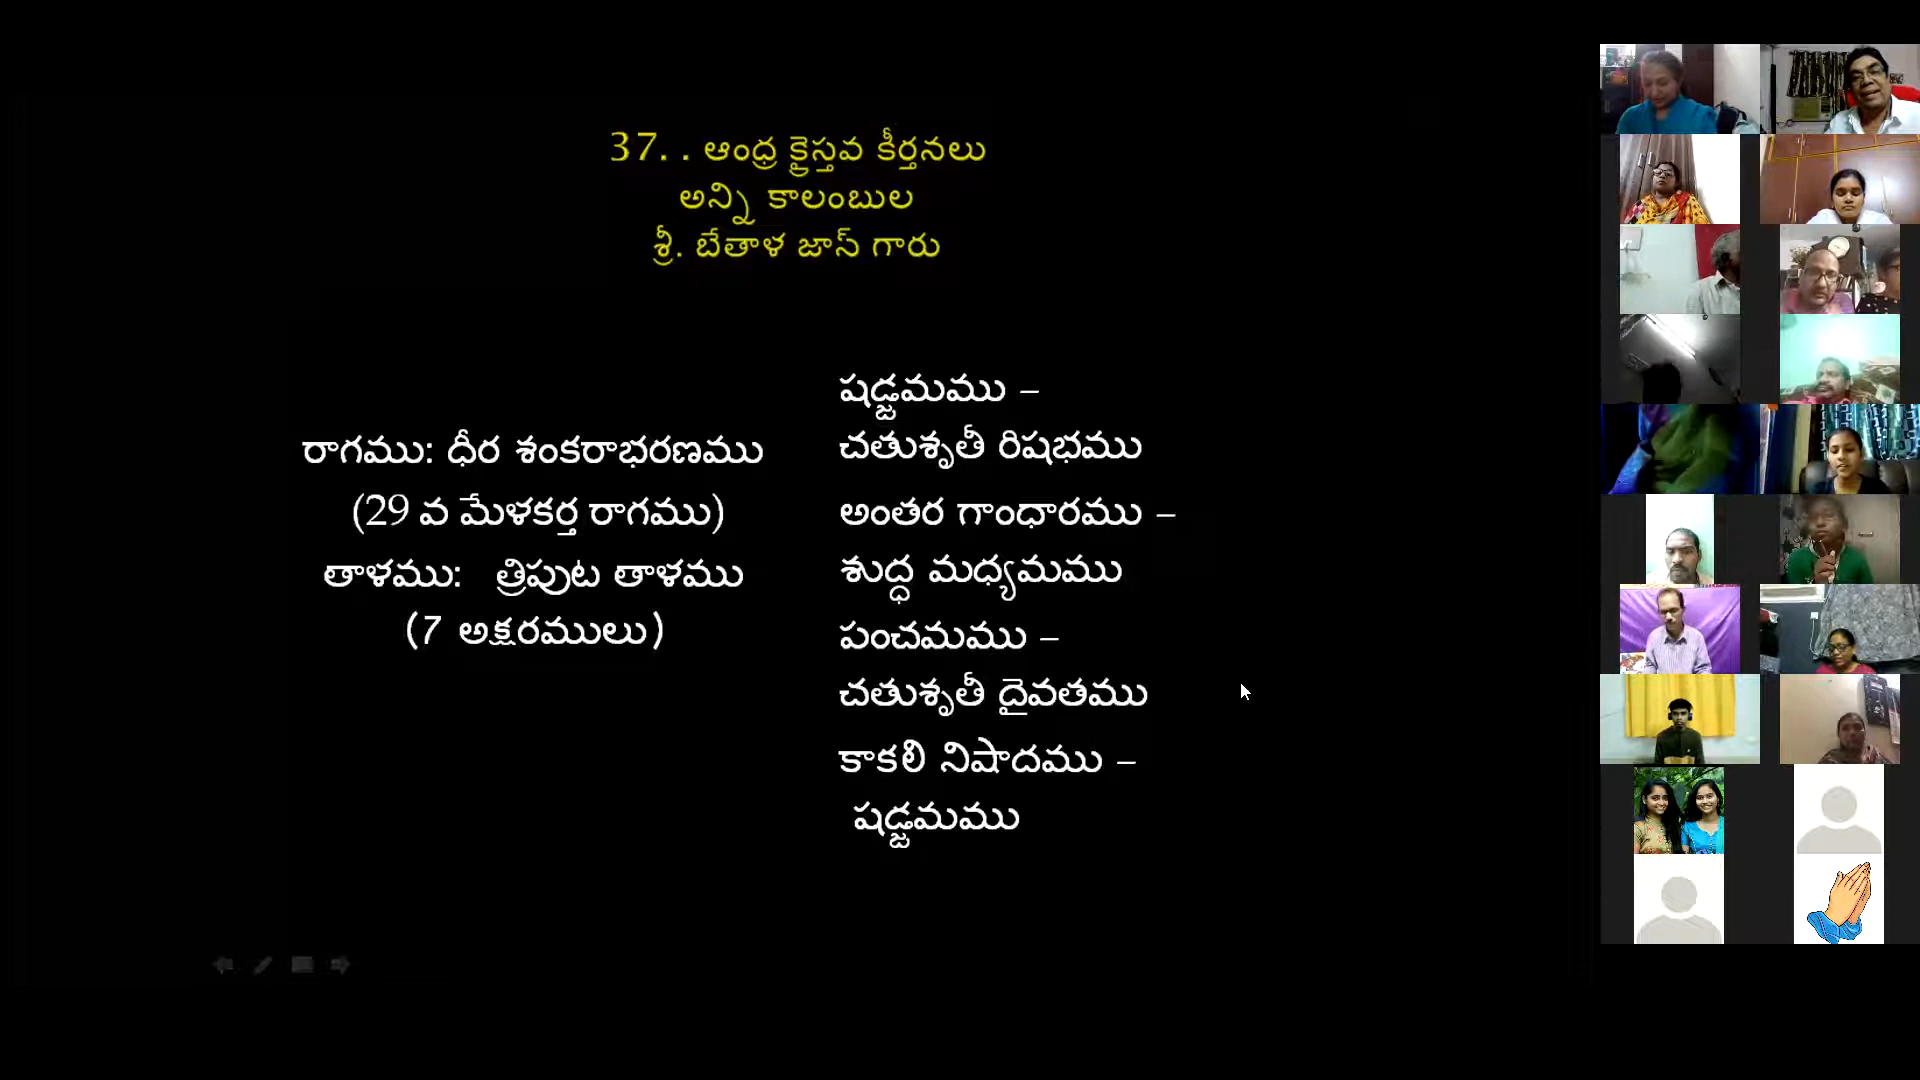 37. . ఆంధ్ర క్రైస్తవ కీర్తనలు
అన్ని కాలంబుల
శ్రీ. బేతాళ జాస్ గారు
రాగము: ధీర శంకరాభరణము
(29 వ మేళకర్త రాగము)
తాళము: త్రిపుట తాళము
(7 అక్షరములు)
షడ్జమము –
చతుశృతీ రిషభము
అంతర గాంధారము –
శుద్ధ మధ్యమము
పంచమము –
చతుశృతీ దైవతము
కాకలి నిషాదము –
షడ్జమము